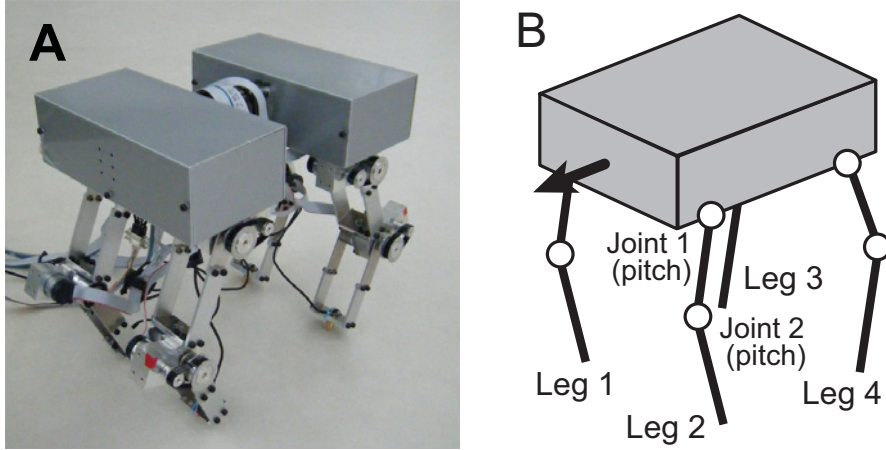 A
B
Joint 1
(pitch)
Leg 3
Joint 2
(pitch)
Leg 1
Leg 4
Leg 2